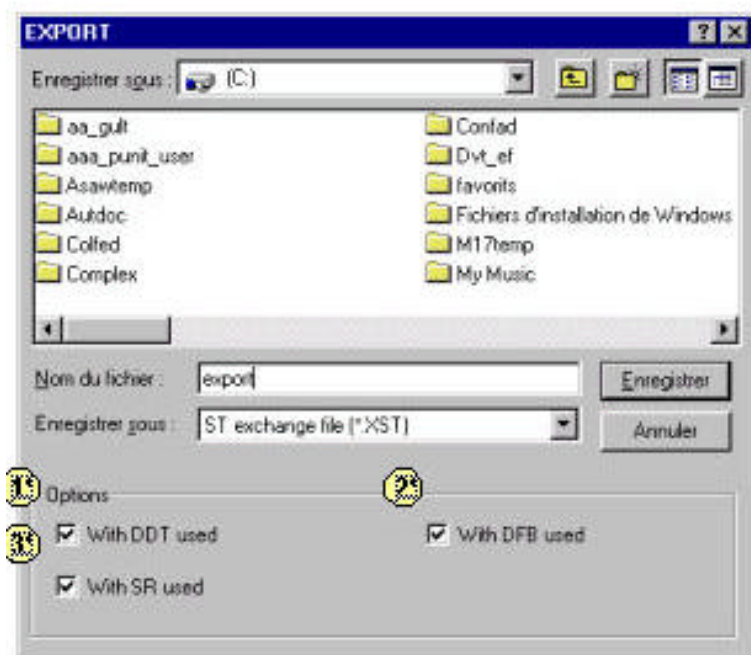 EXPORT
Enregistrer sous : (C:)
aa_gult
aaa_punit_user
Asawtemp
Autdoc
Colfed
Complex
Confad
Dvt_ef
favorits
Fichiers d'installation de Windows
M17temp
My Music
Nom du fichier : export
Enregistrer
Enregistrer sous : ST exchange file (*.XST)
Annuler
1 Options 2
3 With DDT used
With DFB used
With SR used